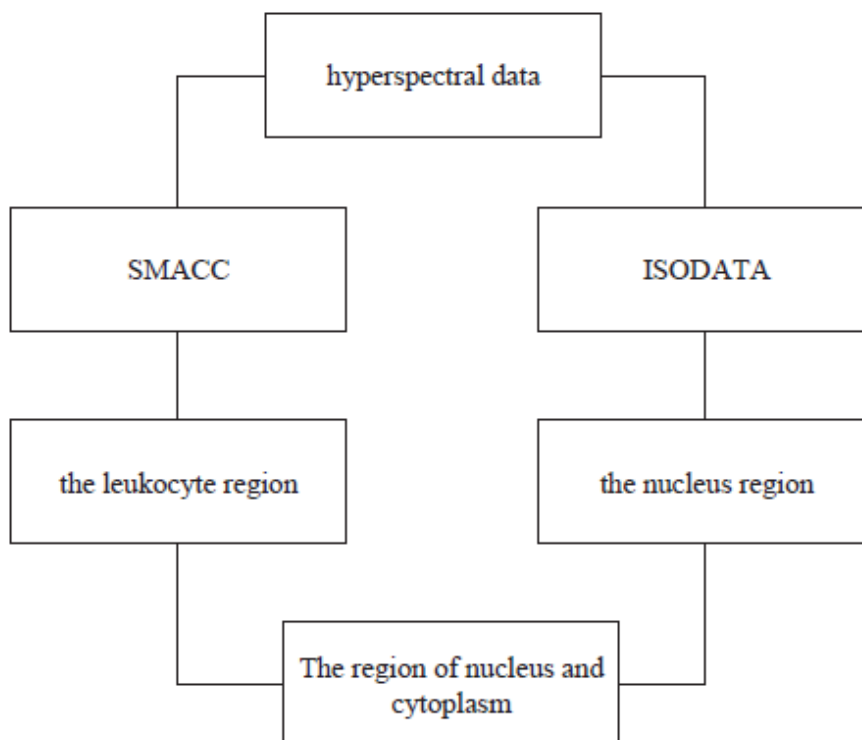 hyperspectral data
SMACC
ISODATA
the leukocyte region
the nucleus region
The region of nucleus and
cytoplasm